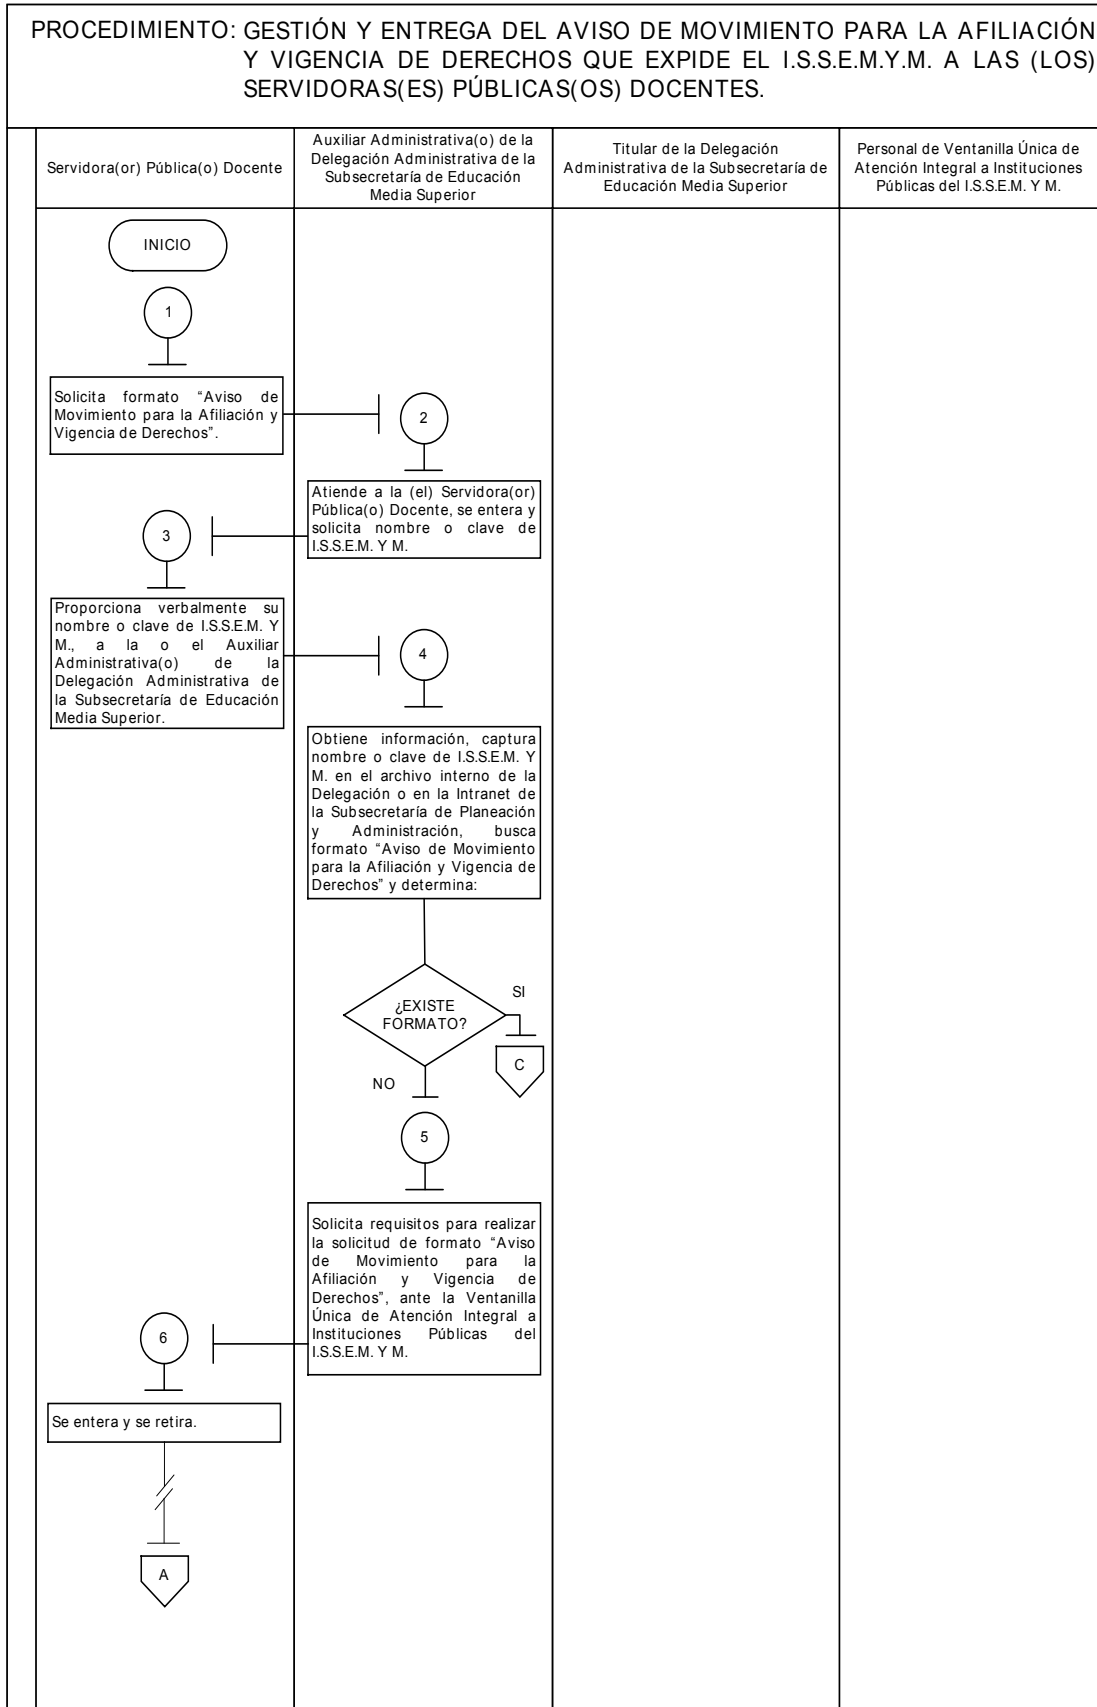 PROCEDIMIENTO: GESTIÓN Y ENTREGA DEL AVISO DE MOVIMIENTO PARA LA AFILIACIÓN
Y VIGENCIA DE DERECHOS QUE EXPIDE EL I.S.S.E.M.Y.M. A LAS (LOS)
SERVIDORAS(ES) PÚBLICAS(OS) DOCENTES.
Servidora(or) Pública(o) Docente
Auxiliar Administrativa(o) de la
Delegación Administrativa de la
Subsecretaría de Educación
Media Superior
Titular de la Delegación
Administrativa de la Subsecretaría de
Educación Media Superior
Personal de Ventanilla Única de
Atención Integral a Instituciones
Públicas del I.S.S.E.M. Y M.
INICIO
1
Solicita formato “Aviso de
Movimiento para la Afiliación y
Vigencia de Derechos”.
2
Atiende a la (el) Servidora(or)
Pública(o) Docente, se entera y
solicita nombre o clave de
I.S.S.E.M. Y M.
3
Proporciona verbalmente su
nombre o clave de I.S.S.E.M. Y
M., a la o el Auxiliar
Administrativa(o) de la
Delegación Administrativa de
la Subsecretaría de Educación
Media Superior.
4
Obtiene información, captura
nombre o clave de I.S.S.E.M. Y
M. en el archivo interno de la
Delegación o en la Intranet de
la Subsecretaría de Planeación
y Administración, busca
formato “Aviso de Movimiento
para la Afiliación y Vigencia de
Derechos” y determina:
¿EXISTE
FORMATO?
SI
C
NO
5
Solicita requisitos para realizar
la solicitud de formato “Aviso
de Movimiento para la
Afiliación y Vigencia de
Derechos”, ante la Ventanilla
Única de Atención Integral a
Instituciones Públicas del
I.S.S.E.M. Y M.
6
Se entera y se retira.
A